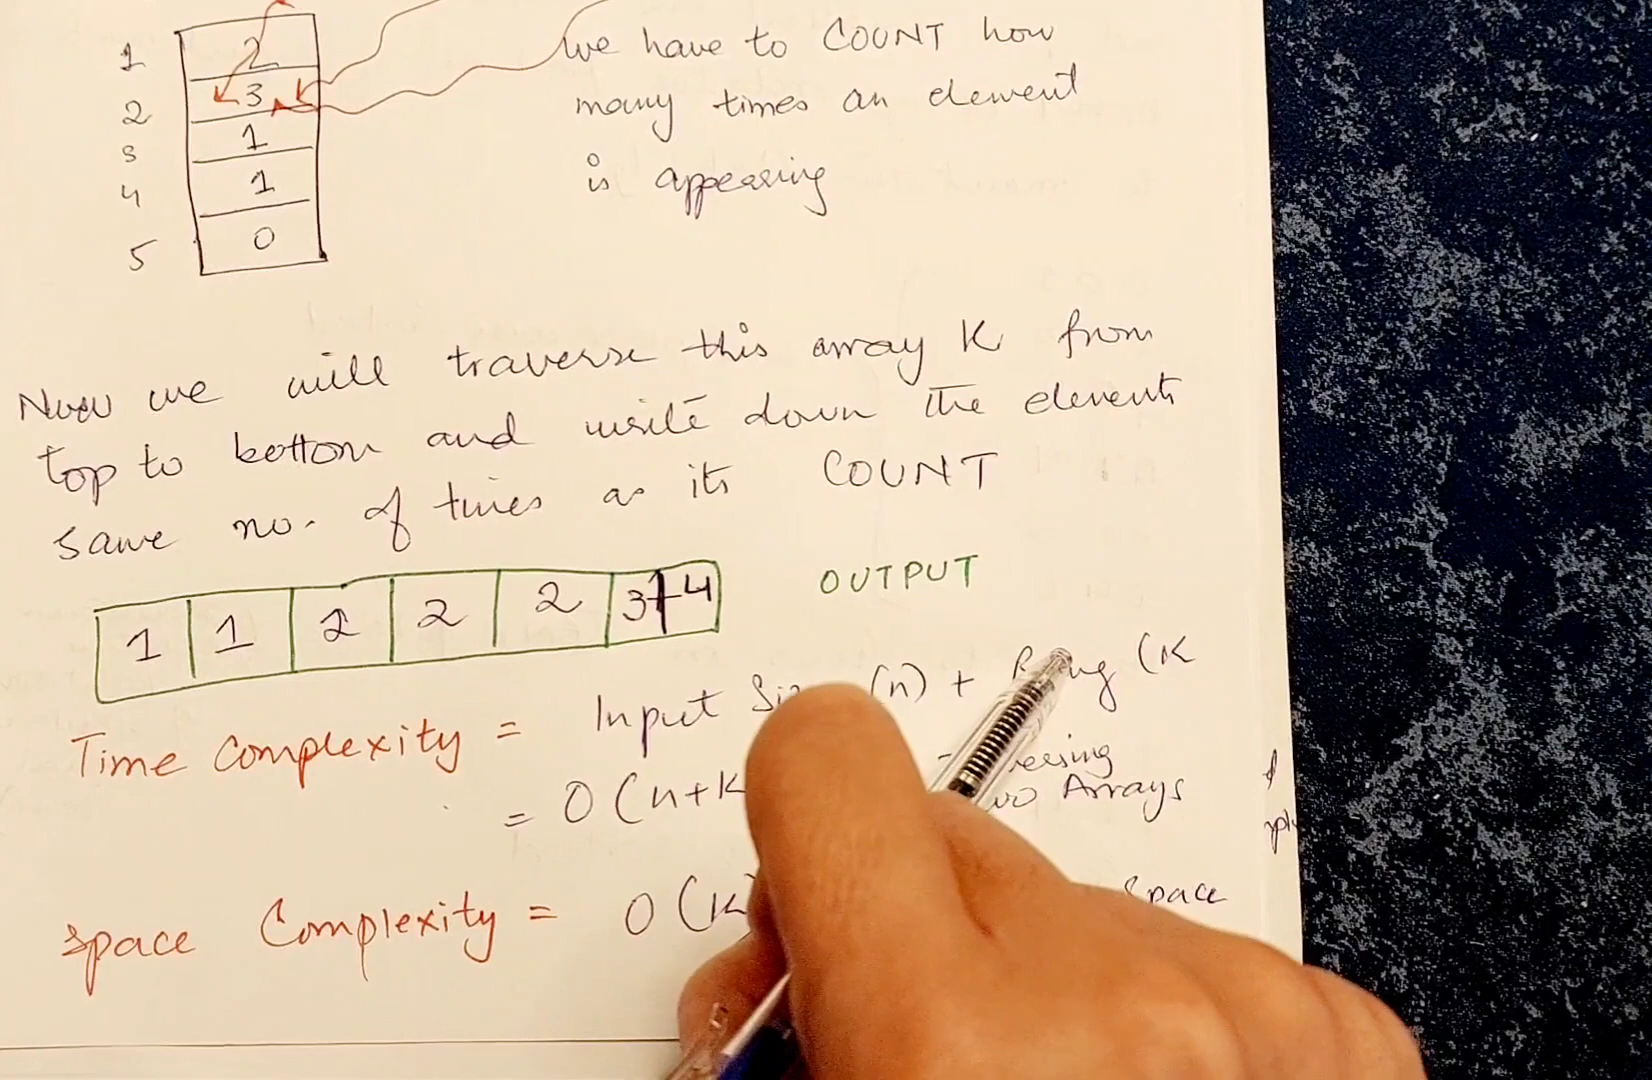 1 2
2 3
3 1
4 1
5 0
we have to COUNT how
many times an element
is appearing
Now we will traverse this array K from
top to bottom and write down the elements
same no. of times as its COUNT
1 1 2 2 2 3 4
OUTPUT
Time Complexity = Input (n) + (K
= O(n+K Arrays
Space Complexity = O(K) Space